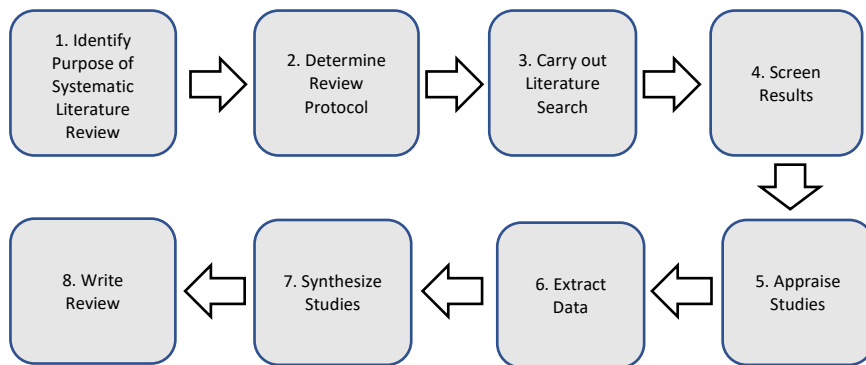 1. Identify
Purpose of
Systematic
Literature
Review
2. Determine
Review
Protocol
3. Carry out
Literature
Search
4. Screen
Results
5. Appraise
Studies
6. Extract
Data
7. Synthesize
Studies
8. Write
Review